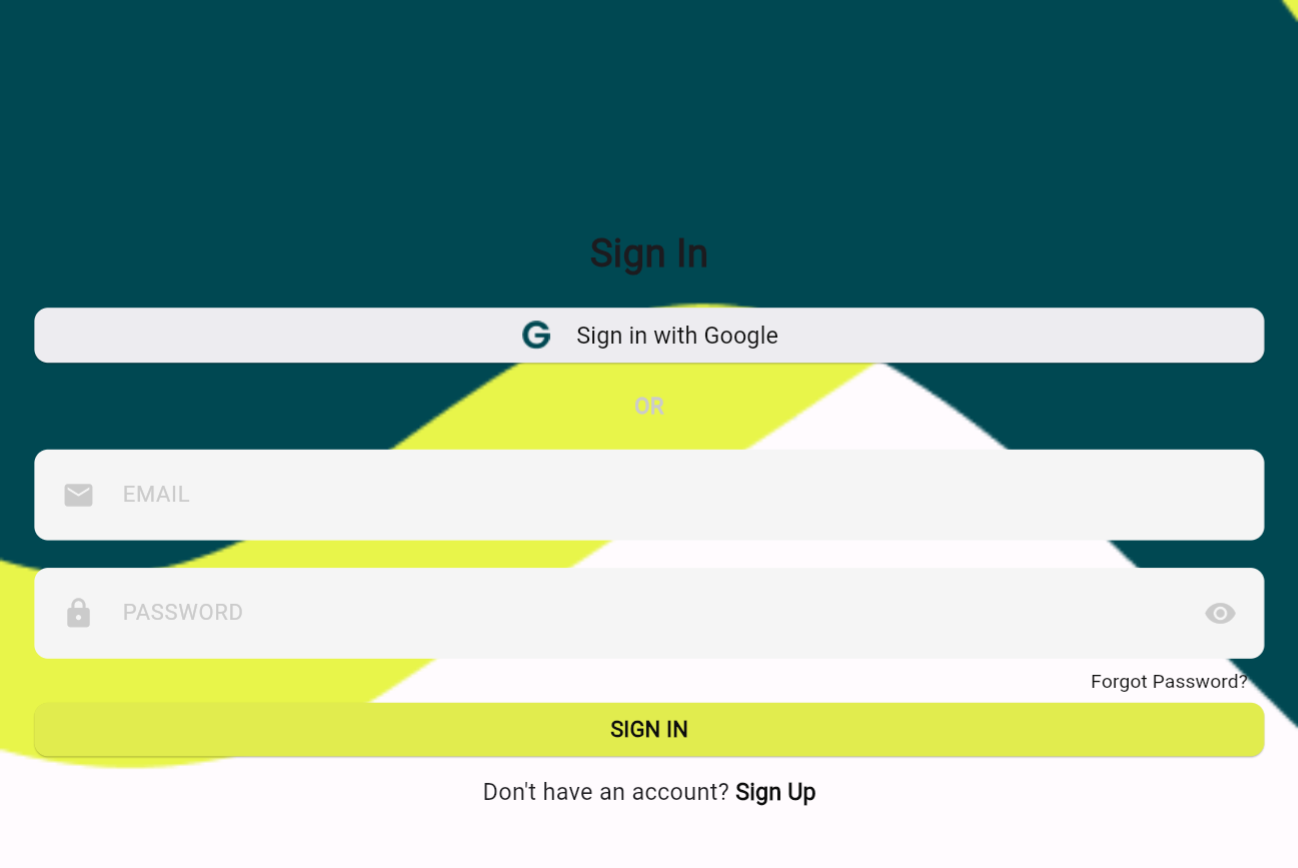 Sign In
Sign in with Google
OR
EMAIL
PASSWORD
Forgot Password?
SIGN IN
Don't have an account? Sign Up